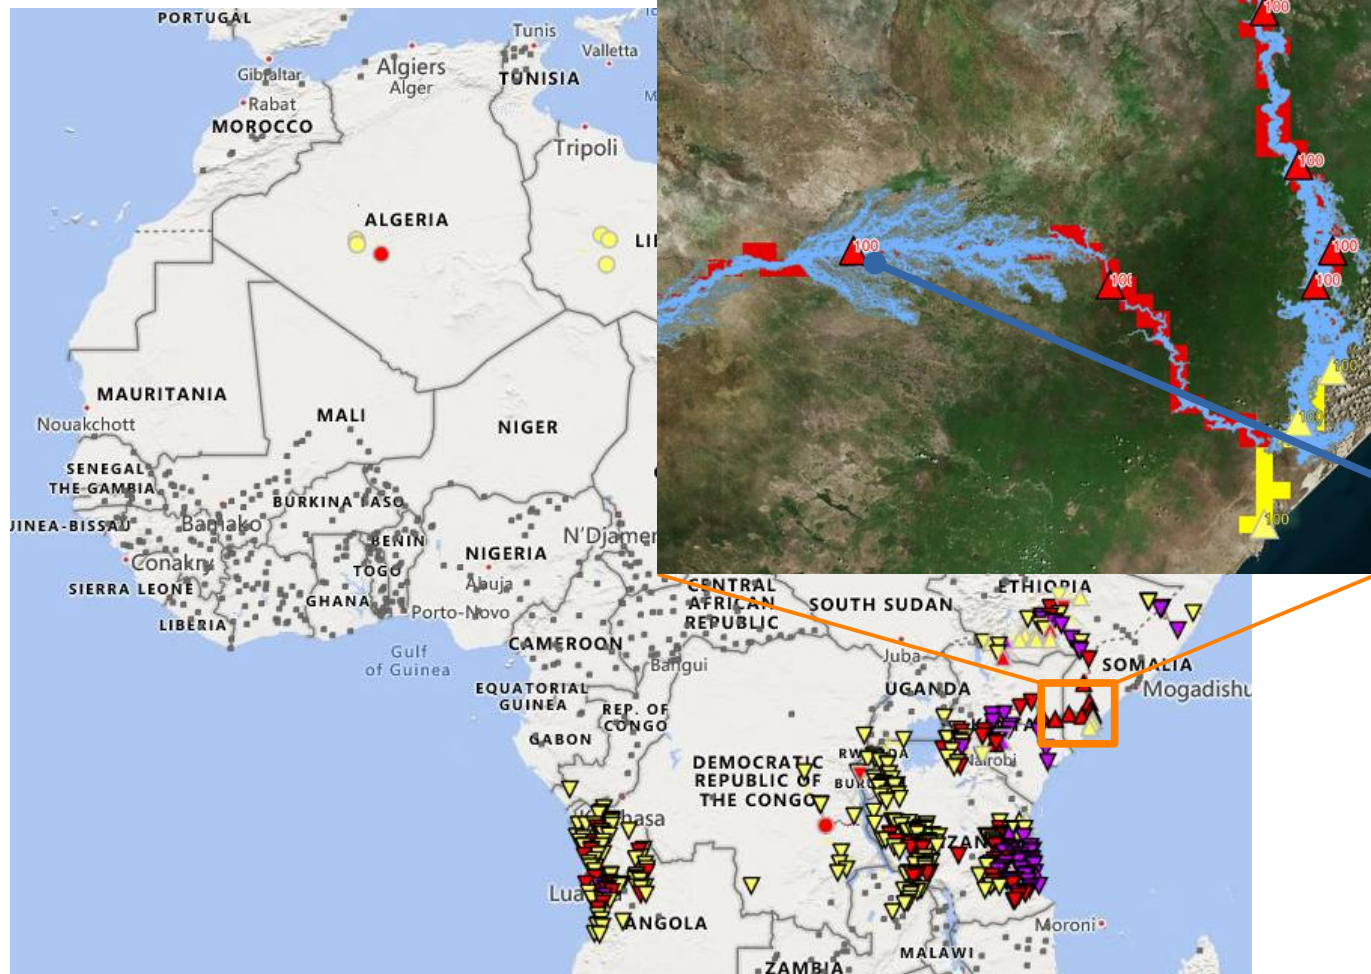 PORTUGAL
Tunis
Valletta
Algiers
Alger
TUNISIA
Gibraltar
Rabat
MOROCCO
Tripoli
ALGERIA
MAURITANIA
Nouakchott
MALI
NIGER
SENEGAL
THE GAMBIA
BURKINA FASO
Bamako
BENIN
NIGERIA
Conakry
TOGO
Abuja
SIERRA LEONE
GHANA
Porto-Novo
LIBERIA
CAMEROON
Gulf
of Guinea
Bangui
EQUATORIAL
GUINEA
REP. OF
CONGO
GABON
CENTRAL
AFRICAN
REPUBLIC
SOUTH SUDAN
ETHIOPIA
Juba
SOMALIA
UGANDA
Mogadishu
Nairobi
DEMOCRATIC
REPUBLIC OF
THE CONGO
ANGOLA
Moroni
MALAWI
ZAMBIA
100
100
100
100
100
100
100
100
100